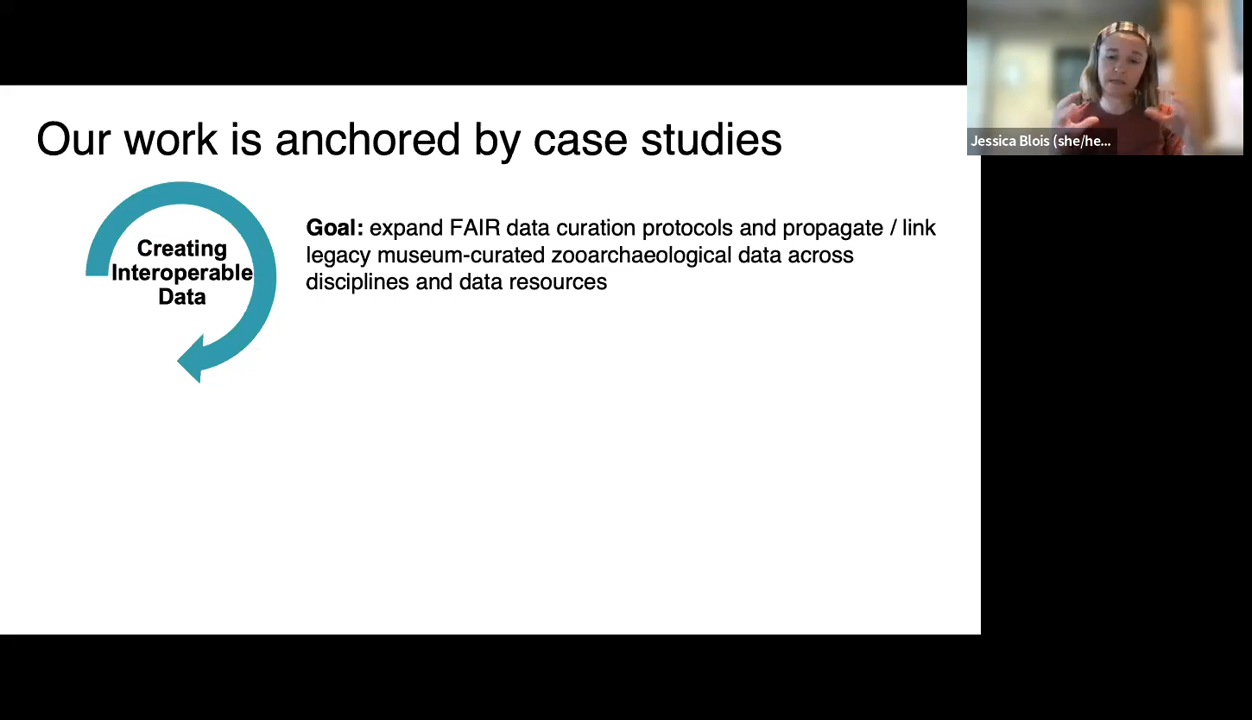 Our work is anchored by case studies
Creating
Interoperable
Data
Goal: expand FAIR data curation protocols and propagate / link
legacy museum-curated zooarchaeological data across
disciplines and data resources
Jessica Blois (she/he...